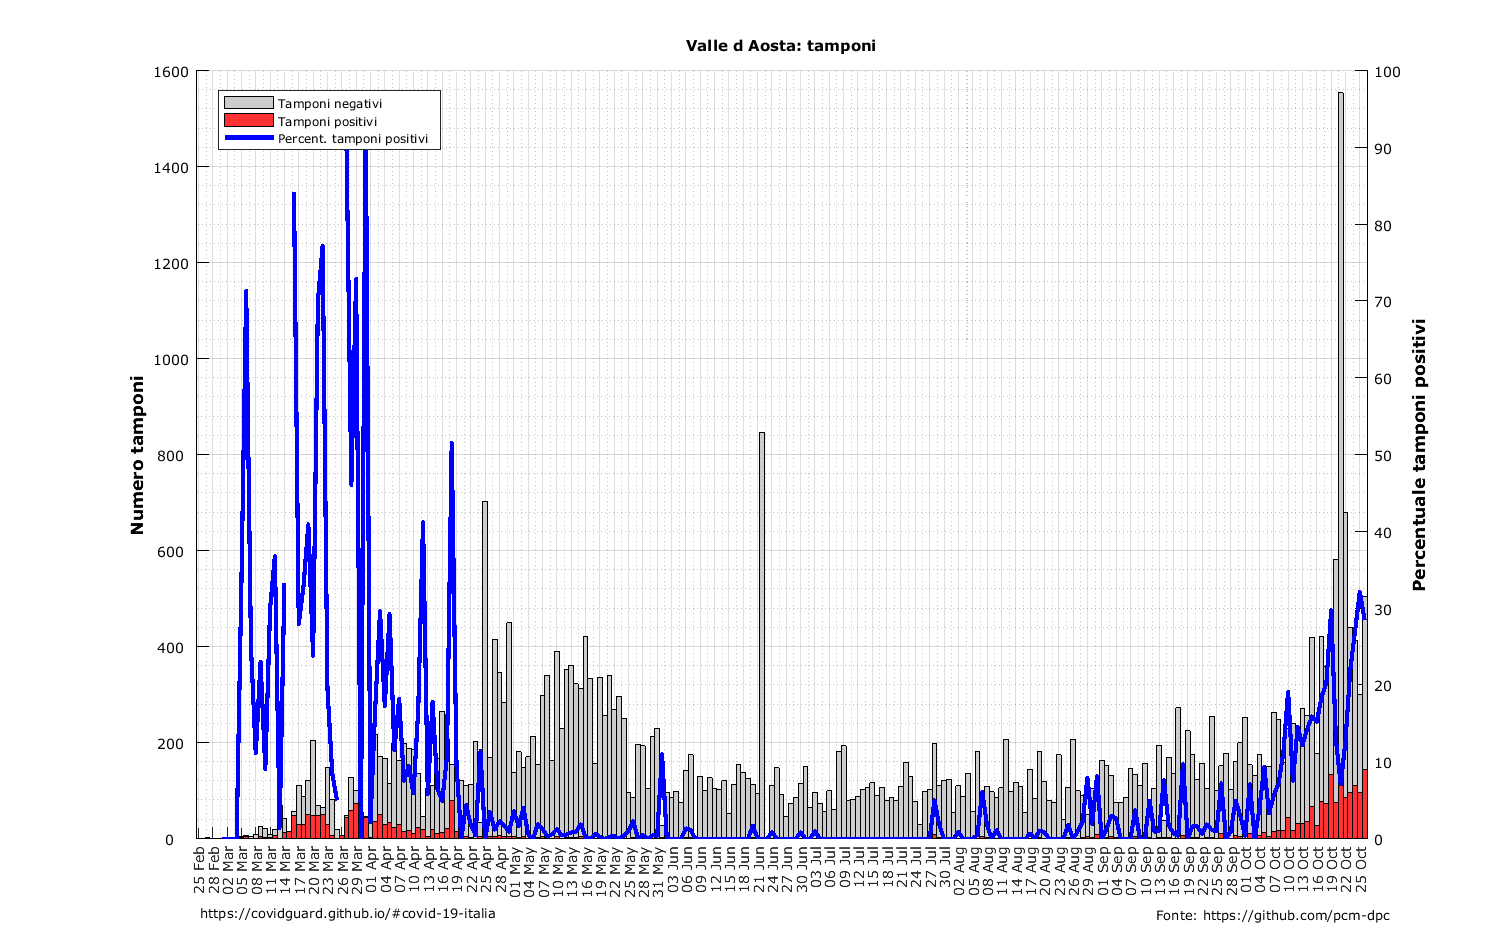 Valle d Aosta: tamponi
Tamponi negativi
Tamponi positivi
Percent. tamponi positivi
Numero tamponi
0
200
400
600
800
1000
1200
1400
1600
Percentuale tamponi positivi
0
10
20
30
40
50
60
70
80
90
100
25 Feb
28 Feb
02 Mar
05 Mar
08 Mar
11 Mar
14 Mar
17 Mar
20 Mar
23 Mar
26 Mar
29 Mar
01 Apr
04 Apr
07 Apr
10 Apr
13 Apr
16 Apr
19 Apr
22 Apr
25 Apr
28 Apr
01 May
04 May
07 May
10 May
13 May
16 May
19 May
22 May
25 May
28 May
31 May
03 Jun
06 Jun
09 Jun
12 Jun
15 Jun
18 Jun
21 Jun
24 Jun
27 Jun
30 Jun
03 Jul
06 Jul
09 Jul
12 Jul
15 Jul
18 Jul
21 Jul
24 Jul
27 Jul
30 Jul
02 Aug
05 Aug
08 Aug
11 Aug
14 Aug
17 Aug
20 Aug
23 Aug
26 Aug
29 Aug
01 Sep
04 Sep
07 Sep
10 Sep
13 Sep
16 Sep
19 Sep
22 Sep
25 Sep
28 Sep
01 Oct
04 Oct
07 Oct
10 Oct
13 Oct
16 Oct
19 Oct
22 Oct
25 Oct
https://covidguard.github.io/#covid-19-italia
Fonte: https://github.com/pcm-dpc